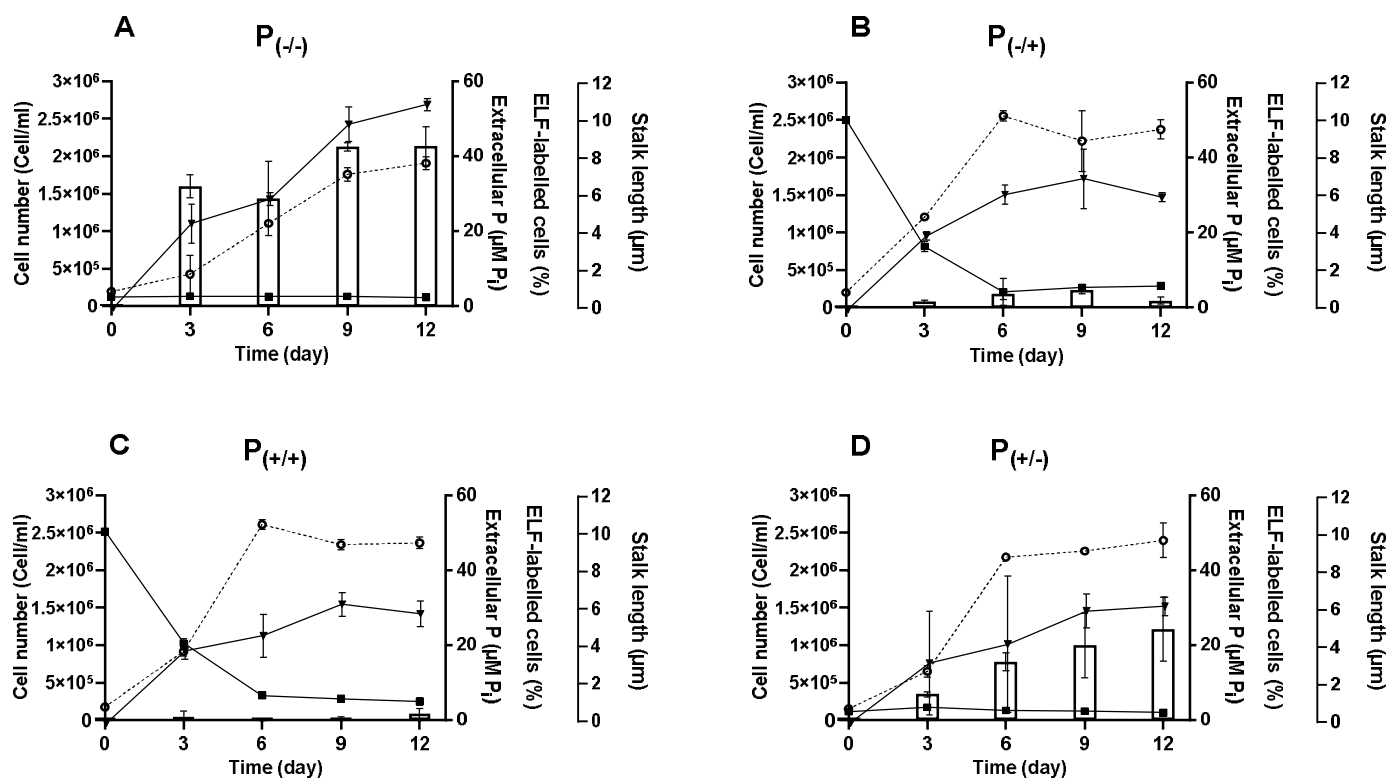 A
P(-/-)
3×10⁶
2.5×10⁶
2×10⁶
1.5×10⁶
1×10⁶
5×10⁵
0
Cell number (Cell/ml)
0 3 6 9 12
Time (day)
60
40
20
0
Extracellular P (µM Pi)
ELF-labelled cells (%)
12
10
8
6
4
2
0
Stalk length (µm)
B
P(-/+)
3×10⁶
2.5×10⁶
2×10⁶
1.5×10⁶
1×10⁶
5×10⁵
0
Cell number (Cell/ml)
0 3 6 9 12
Time (day)
60
40
20
0
Extracellular P (µM Pi)
ELF-labelled cells (%)
12
10
8
6
4
2
0
Stalk length (µm)
C
P(+/+)
3×10⁶
2.5×10⁶
2×10⁶
1.5×10⁶
1×10⁶
5×10⁵
0
Cell number (Cell/ml)
0 3 6 9 12
Time (day)
60
40
20
0
Extracellular P (µM Pi)
ELF-labelled cells (%)
12
10
8
6
4
2
0
Stalk length (µm)
D
P(+/-)
3×10⁶
2.5×10⁶
2×10⁶
1.5×10⁶
1×10⁶
5×10⁵
0
Cell number (Cell/ml)
0 3 6 9 12
Time (day)
60
40
20
0
Extracellular P (µM Pi)
ELF-labelled cells (%)
12
10
8
6
4
2
0
Stalk length (µm)